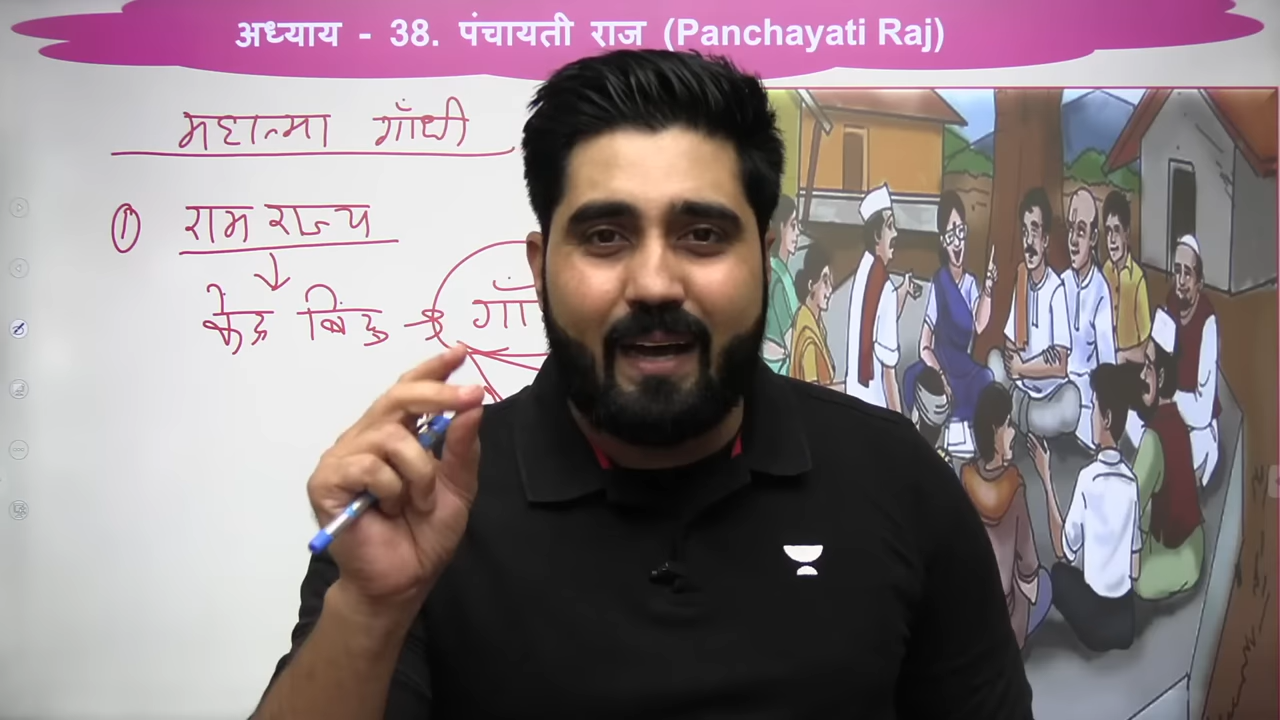 अध्याय - 38. पंचायती राज (Panchayati Raj)
महात्मा गाँधी
① राम राज्य
केंद्र बिंदु →